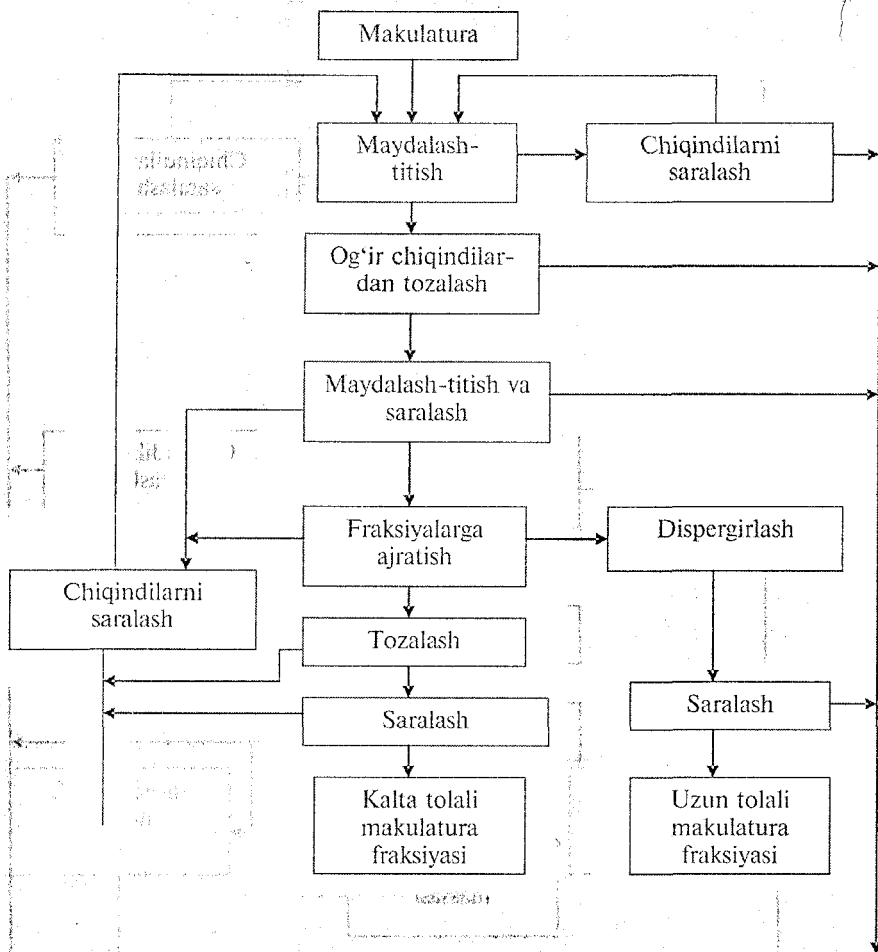 Makulatura
Maydalash-
titish
Chiqindilarni
saralash
Og‘ir chiqindilar-
dan tozalash
Maydalash-titish va
saralash
Fraksiyalarga
ajratish
Dispergirlash
Chiqindilarni
saralash
Tozalash
Saralash
Saralash
Kalta tolali
makulatura
fraksiyasi
Uzun tolali
makulatura
fraksiyasi